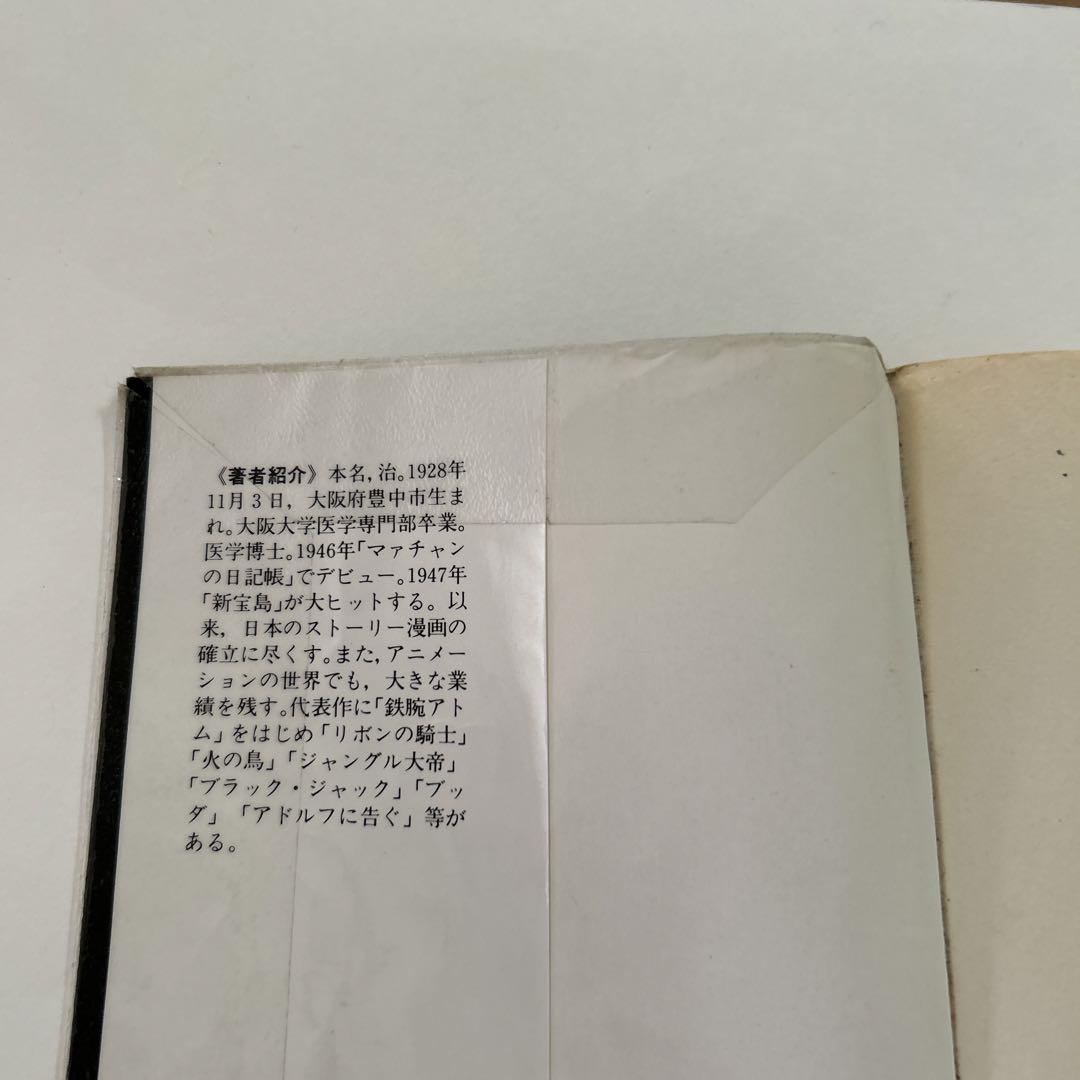 《著者紹介》本名,治。1928年
11月3日, 大阪府豊中市生ま
れ。大阪大学医学専門部卒業。
医学博士。1946年「マァチャン
の日記帳」でデビュー。1947年
「新宝島」が大ヒットする。以
来, 日本のストーリー漫画の
確立に尽くす。また,アニメー
ションの世界でも, 大きな業
績を残す。代表作に「鉄腕アト
ム」をはじめ「リボンの騎士」
「火の鳥」「ジャングル大帝」
「ブラック・ジャック」「ブッ
ダ」「アドルフに告ぐ」等が
ある。